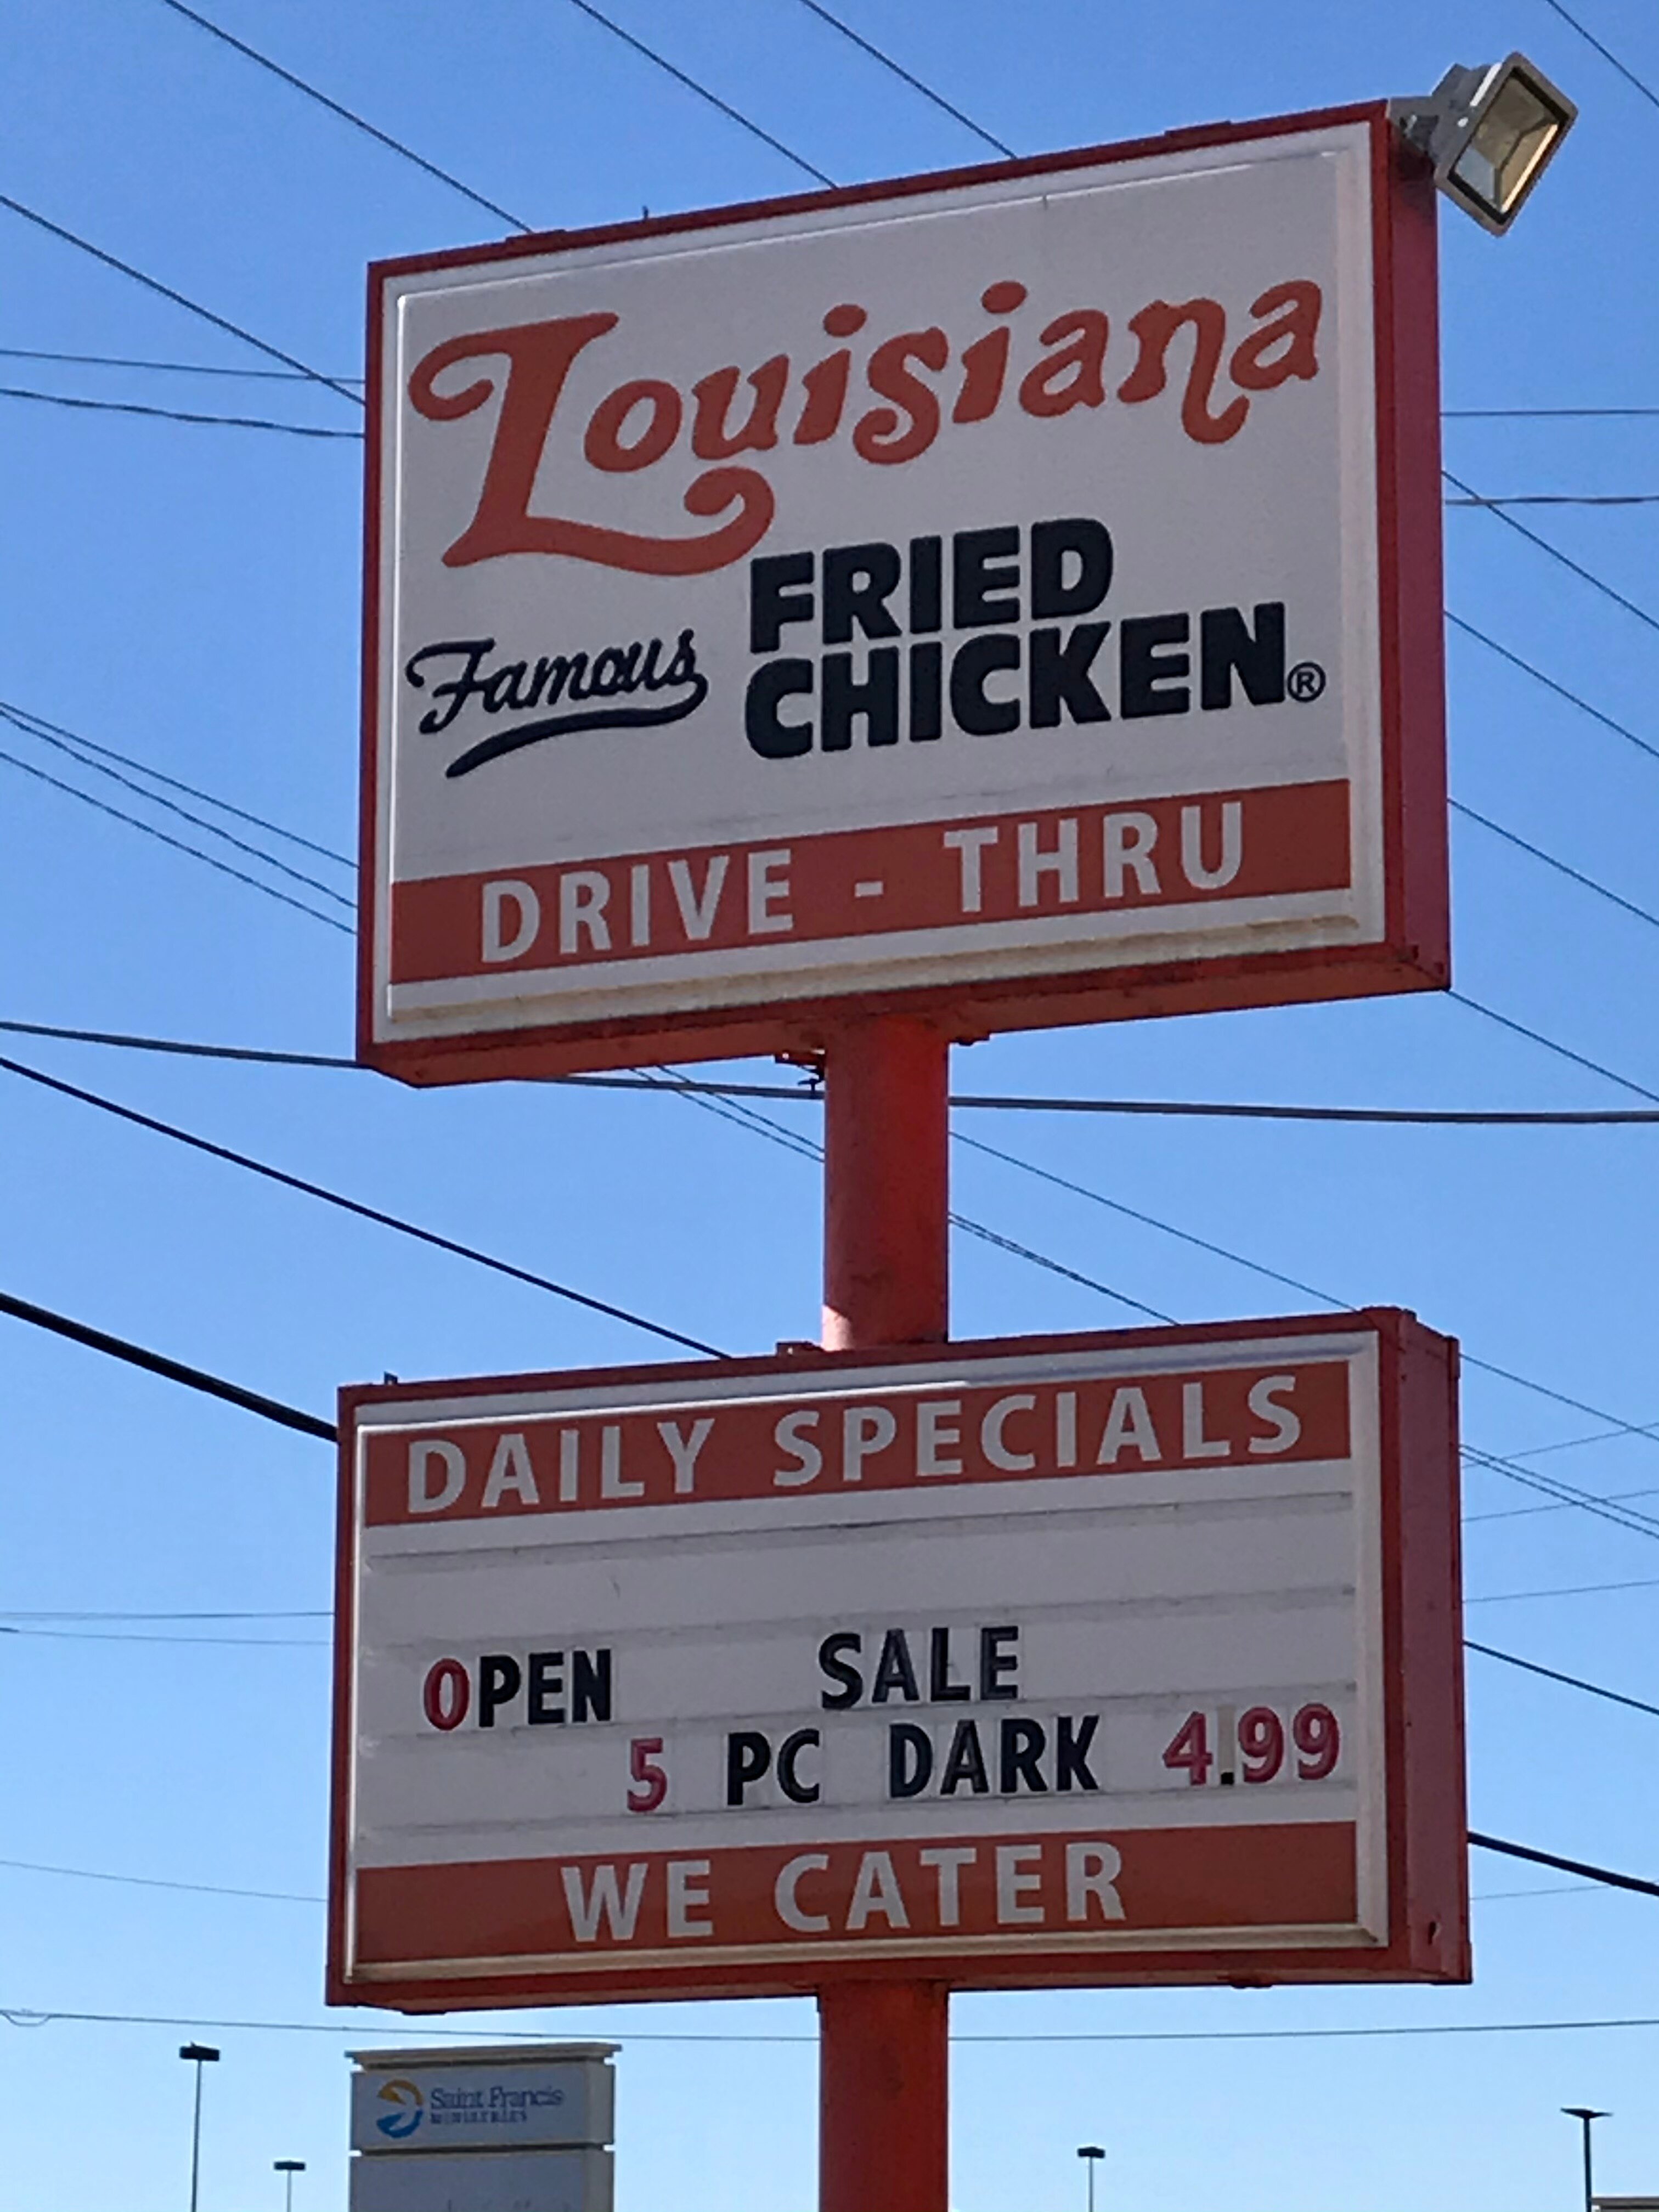 Louisiana
Famous FRIED
CHICKEN®
DRIVE - THRU
DAILY SPECIALS
OPEN SALE
5 PC DARK 4.99
WE CATER
Saint Francis
MINISTRIES